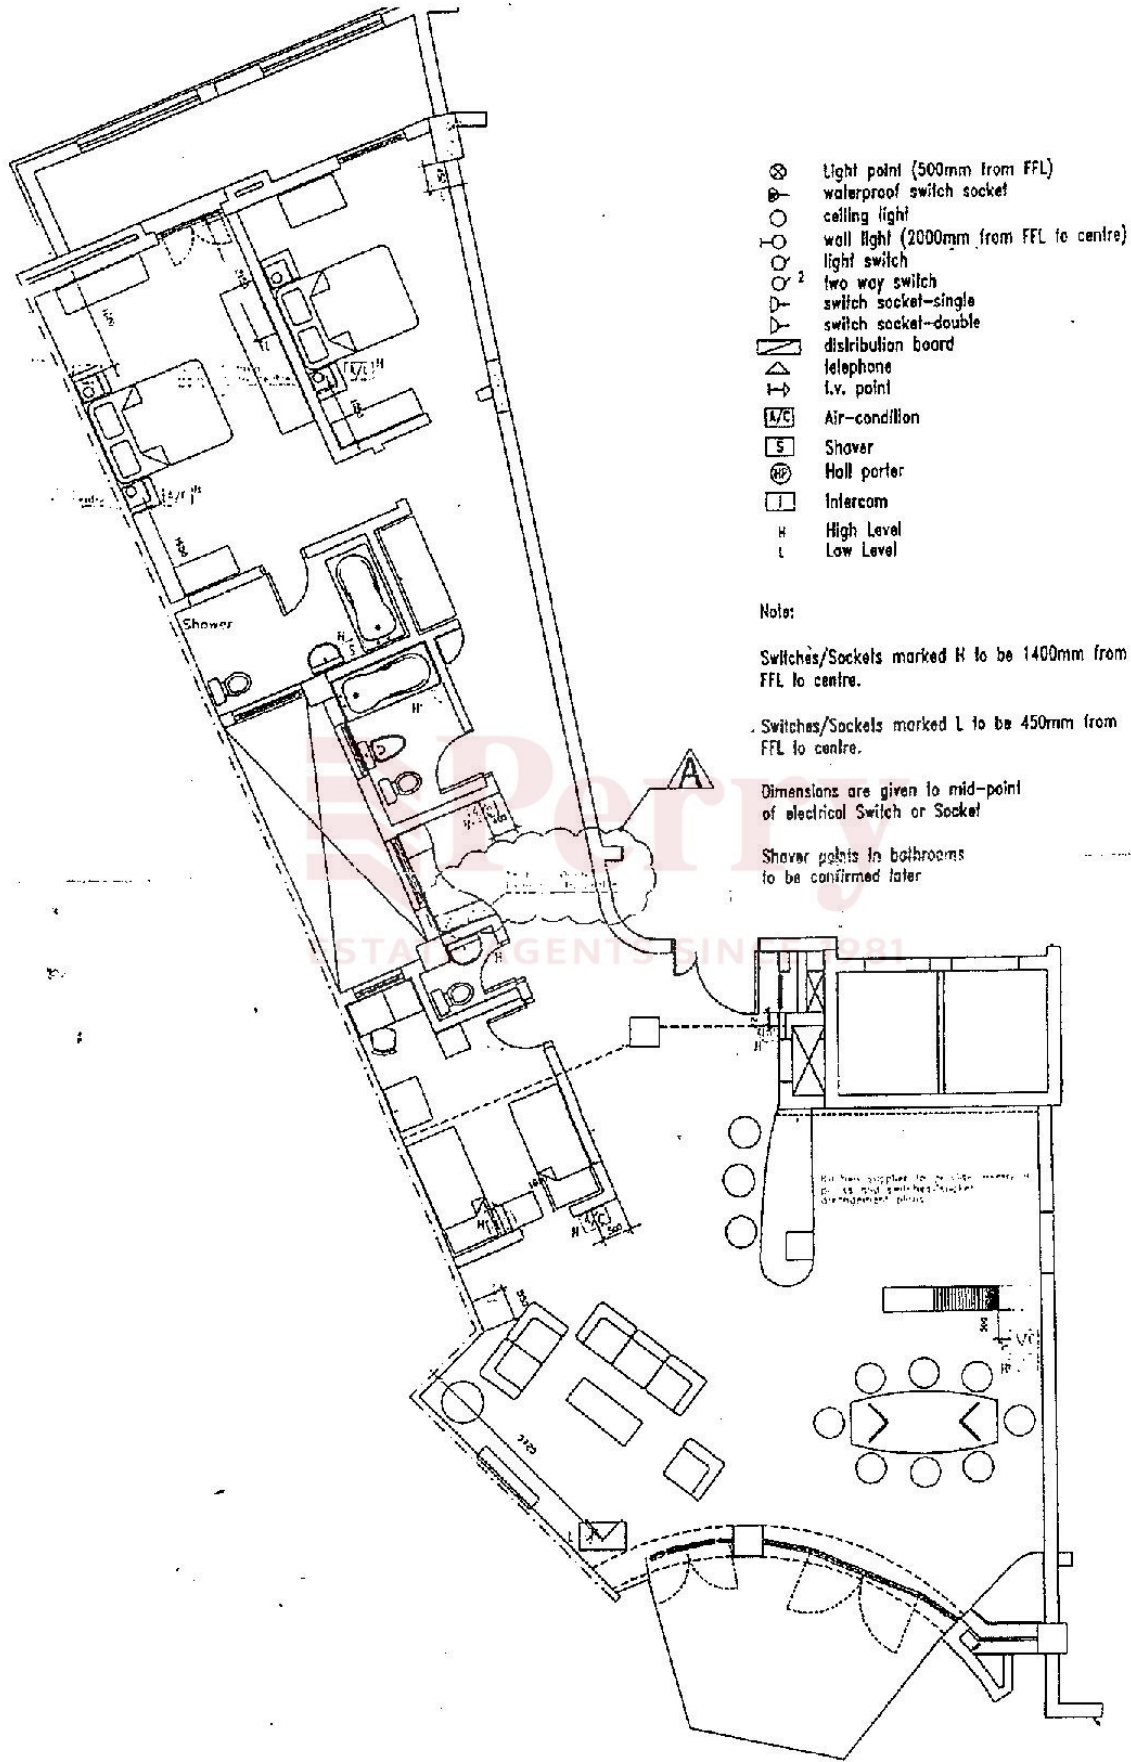 Light point (500mm from FFL)
waterproof switch socket
ceiling light
wall light (2000mm from FFL to centre)
light switch
2 two way switch
switch socket-single
switch socket-double
distribution board
telephone
t.v. point
A/C Air-condition
S Shaver
HP Hall porter
I Intercom
H High Level
L Low Level
Note:
Switches/Sockets marked H to be 1400mm from
FFL to centre.
Switches/Sockets marked L to be 450mm from
FFL to centre.
Dimensions are given to mid-point
of electrical Switch or Socket
Shaver points in bathrooms
to be confirmed later
A/C H
Shower
H
S
H
A
Perry
ESTATE AGENTS SINCE 1981
H
H
H
H
500
500
H
L